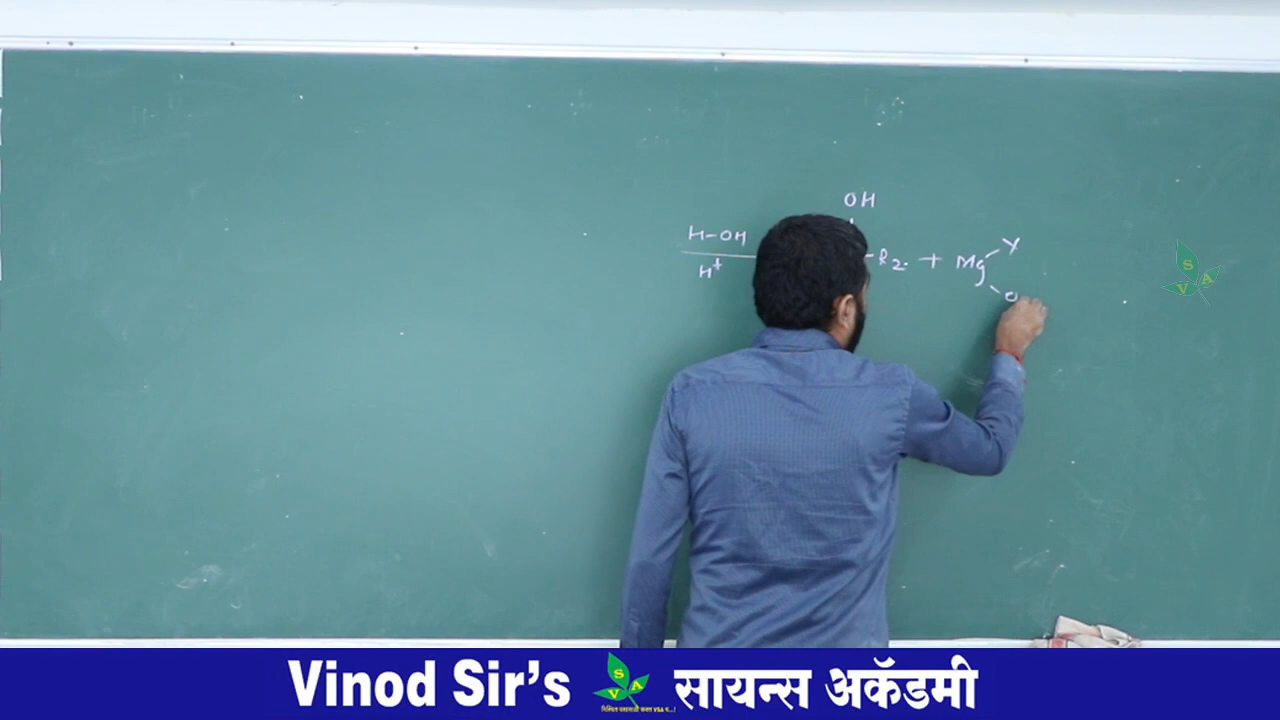 OH
H-OH
R2. + Mg X
H+
O
S
V A
Vinod Sir's S V A सायन्स अकॅडमी